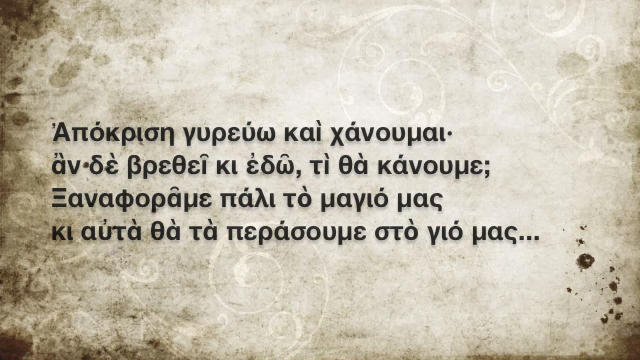 Ἀπόκριση γυρεύω καὶ χάνουμαι·
ἂν δὲ βρεθεῖ κι ἐδῶ, τὶ θὰ κάνουμε;
Ξαναφορᾶμε πάλι τὸ μαγιό μας
κι αὐτὰ θὰ τὰ περάσουμε στὸ γιό μας...